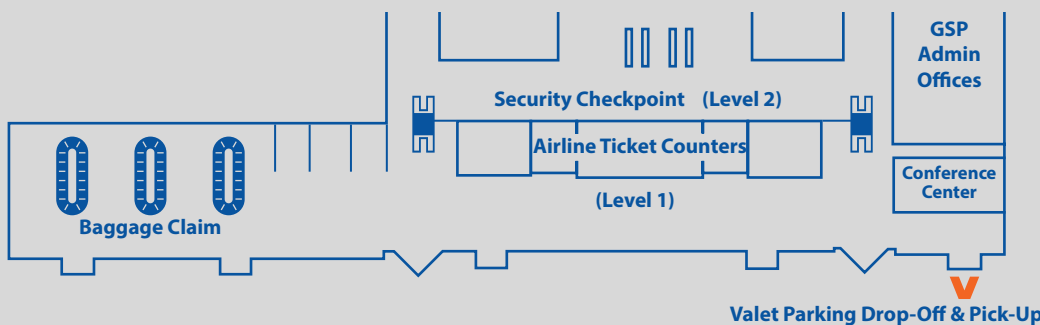 GSP
Admin
Offices
Security Checkpoint (Level 2)
Airline Ticket Counters
Conference
Center
(Level 1)
Baggage Claim
V
Valet Parking Drop-Off & Pick-Up